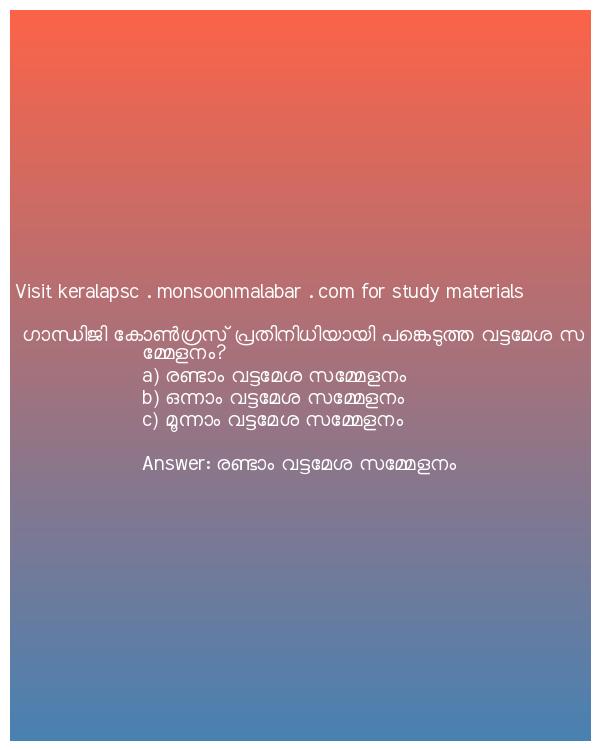 Visit keralapsc . monsoonmalabar . com for study materials
ഗാന്ധിജി കോൺഗ്രസ് പ്രതിനിധിയായി പങ്കെടുത്ത വട്ടമേശ സ
മ്മേളനം?
a) രണ്ടാം വട്ടമേശ സമ്മേളനം
b) ഒന്നാം വട്ടമേശ സമ്മേളനം
c) മൂന്നാം വട്ടമേശ സമ്മേളനം
Answer: രണ്ടാം വട്ടമേശ സമ്മേളനം